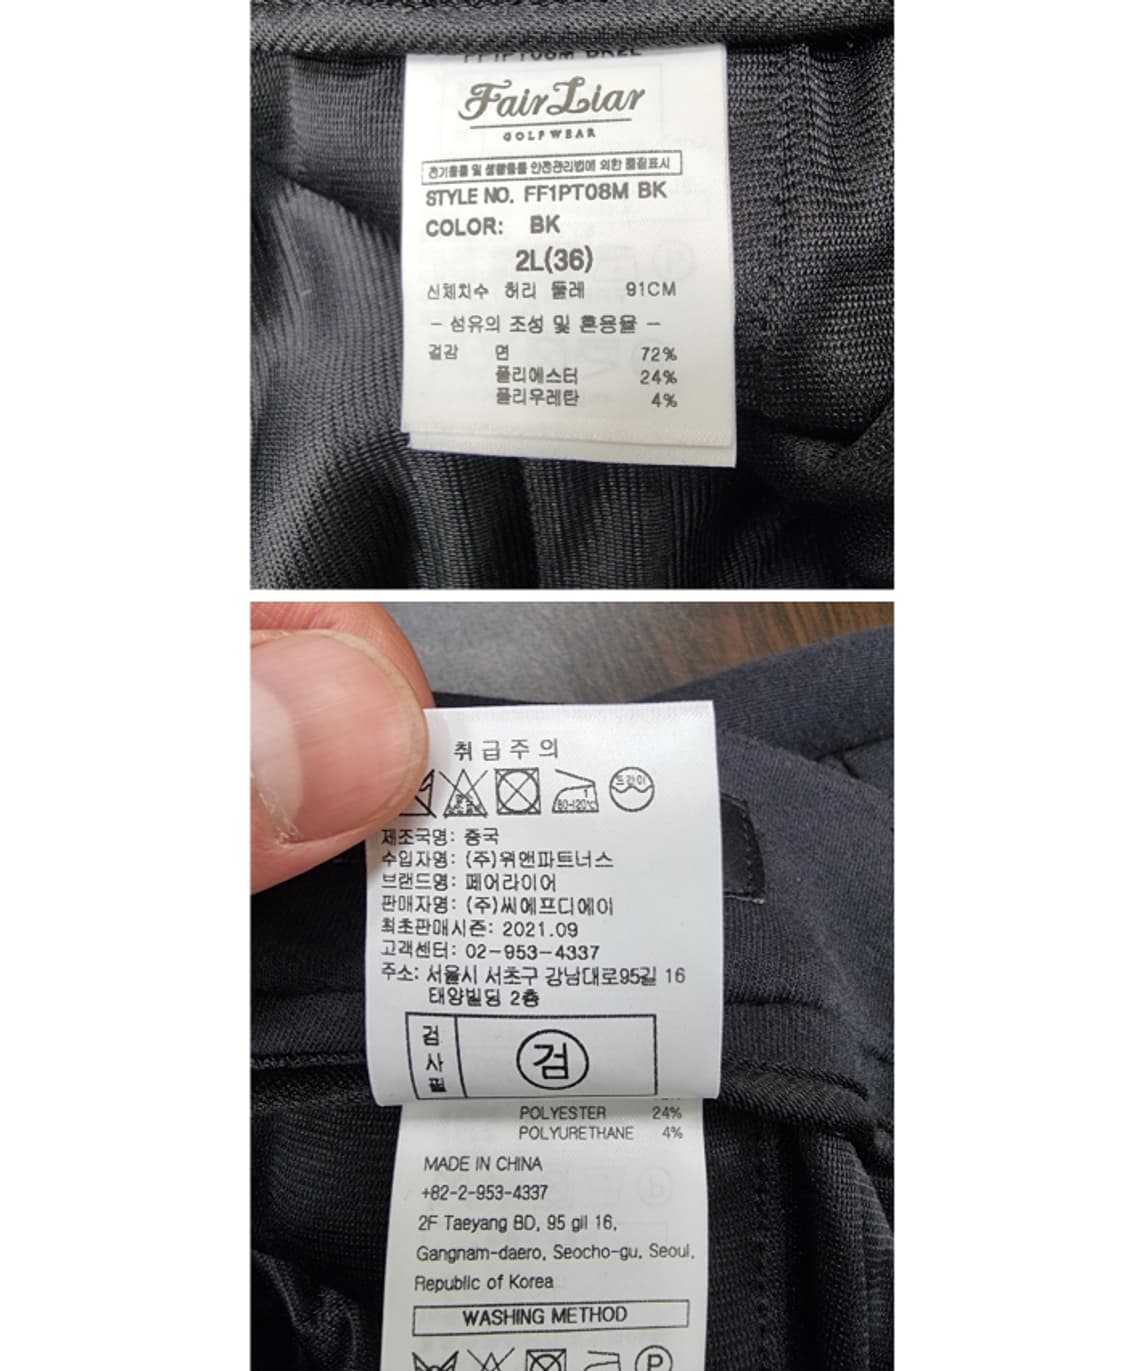 FF1PT08M BK2L
Fair Liar
GOLFWEAR
전기용품 및 생활용품 안전관리법에 의한 품질표시
STYLE NO. FF1PT08M BK
COLOR: BK
2L(36)
신체치수 허리 둘레 91CM
- 섬유의 조성 및 혼용율 -
겉감 면 72%
폴리에스터 24%
폴리우레탄 4%
취급주의
80~120℃ 드라이
제조국명: 중국
수입자명: (주)위앤파트너스
브랜드명: 페어라이어
판매자명: (주)씨에프디에이
최초판매시즌: 2021.09
고객센터: 02-953-4337
주소: 서울시 서초구 강남대로95길 16
태양빌딩 2층
검사필 검
POLYESTER 24%
POLYURETHANE 4%
MADE IN CHINA
+82-2-953-4337
2F Taeyang BD, 95 gil 16,
Gangnam-daero, Seocho-gu, Seoul,
Republic of Korea
WASHING METHOD
P